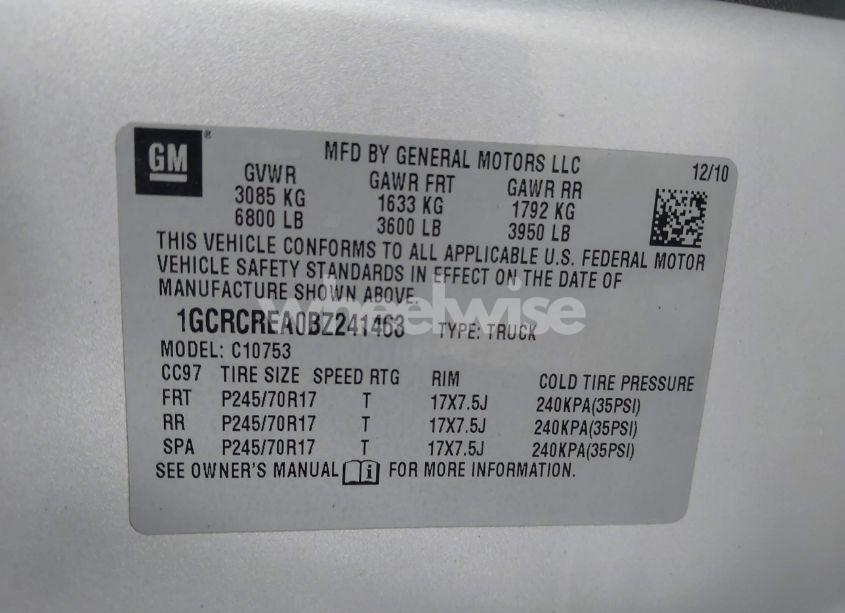 GM
MFD BY GENERAL MOTORS LLC 12/10
GVWR GAWR FRT GAWR RR
3085 KG 1633 KG 1792 KG
6800 LB 3600 LB 3950 LB
THIS VEHICLE CONFORMS TO ALL APPLICABLE U.S. FEDERAL MOTOR
VEHICLE SAFETY STANDARDS IN EFFECT ON THE DATE OF
MANUFACTURE SHOWN ABOVE.
wheelwise
1GCRCREA0BZ241463 TYPE: TRUCK
MODEL: C10753
CC97 TIRE SIZE SPEED RTG RIM COLD TIRE PRESSURE
FRT P245/70R17 T 17X7.5J 240KPA(35PSI)
RR P245/70R17 T 17X7.5J 240KPA(35PSI)
SPA P245/70R17 T 17X7.5J 240KPA(35PSI)
SEE OWNER'S MANUAL FOR MORE INFORMATION.